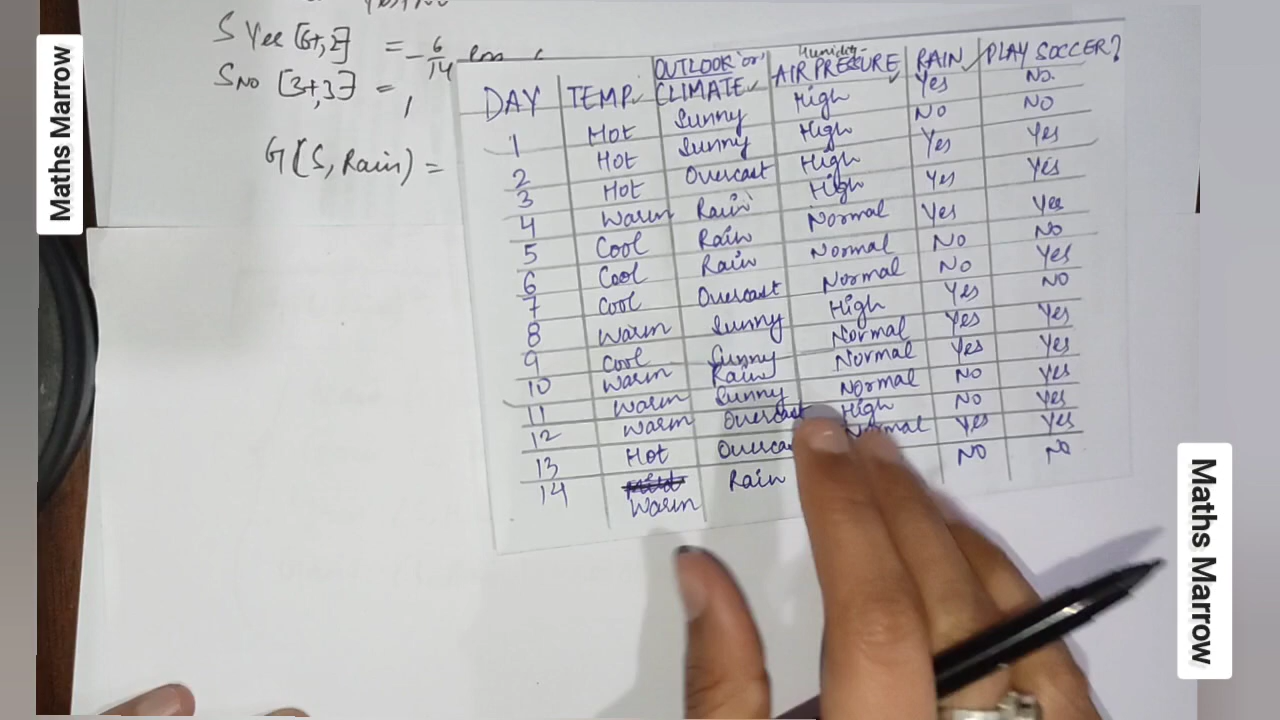 S Yes [6+, 2] = - 6/14
S NO [3+, 3] = 1
G(S, Rain) =
DAY TEMP. OUTLOOK or CLIMATE Humidity AIR PRESSURE RAIN PLAY SOCCER?
1 Hot Sunny High Yes No
2 Hot Sunny High No No
3 Hot Overcast High Yes Yes
4 Warm Rain High Yes Yes
5 Cool Rain Normal Yes Yes
6 Cool Rain Normal No No
7 Cool Overcast Normal No Yes
8 Warm Sunny High Yes No
9 Cool Sunny Normal Yes Yes
10 Warm Rain Normal Yes Yes
11 Warm Sunny Normal No Yes
12 Warm Overcast High No Yes
13 Hot Normal Yes Yes
14 Warm Rain No No
Maths Marrow
Maths Marrow